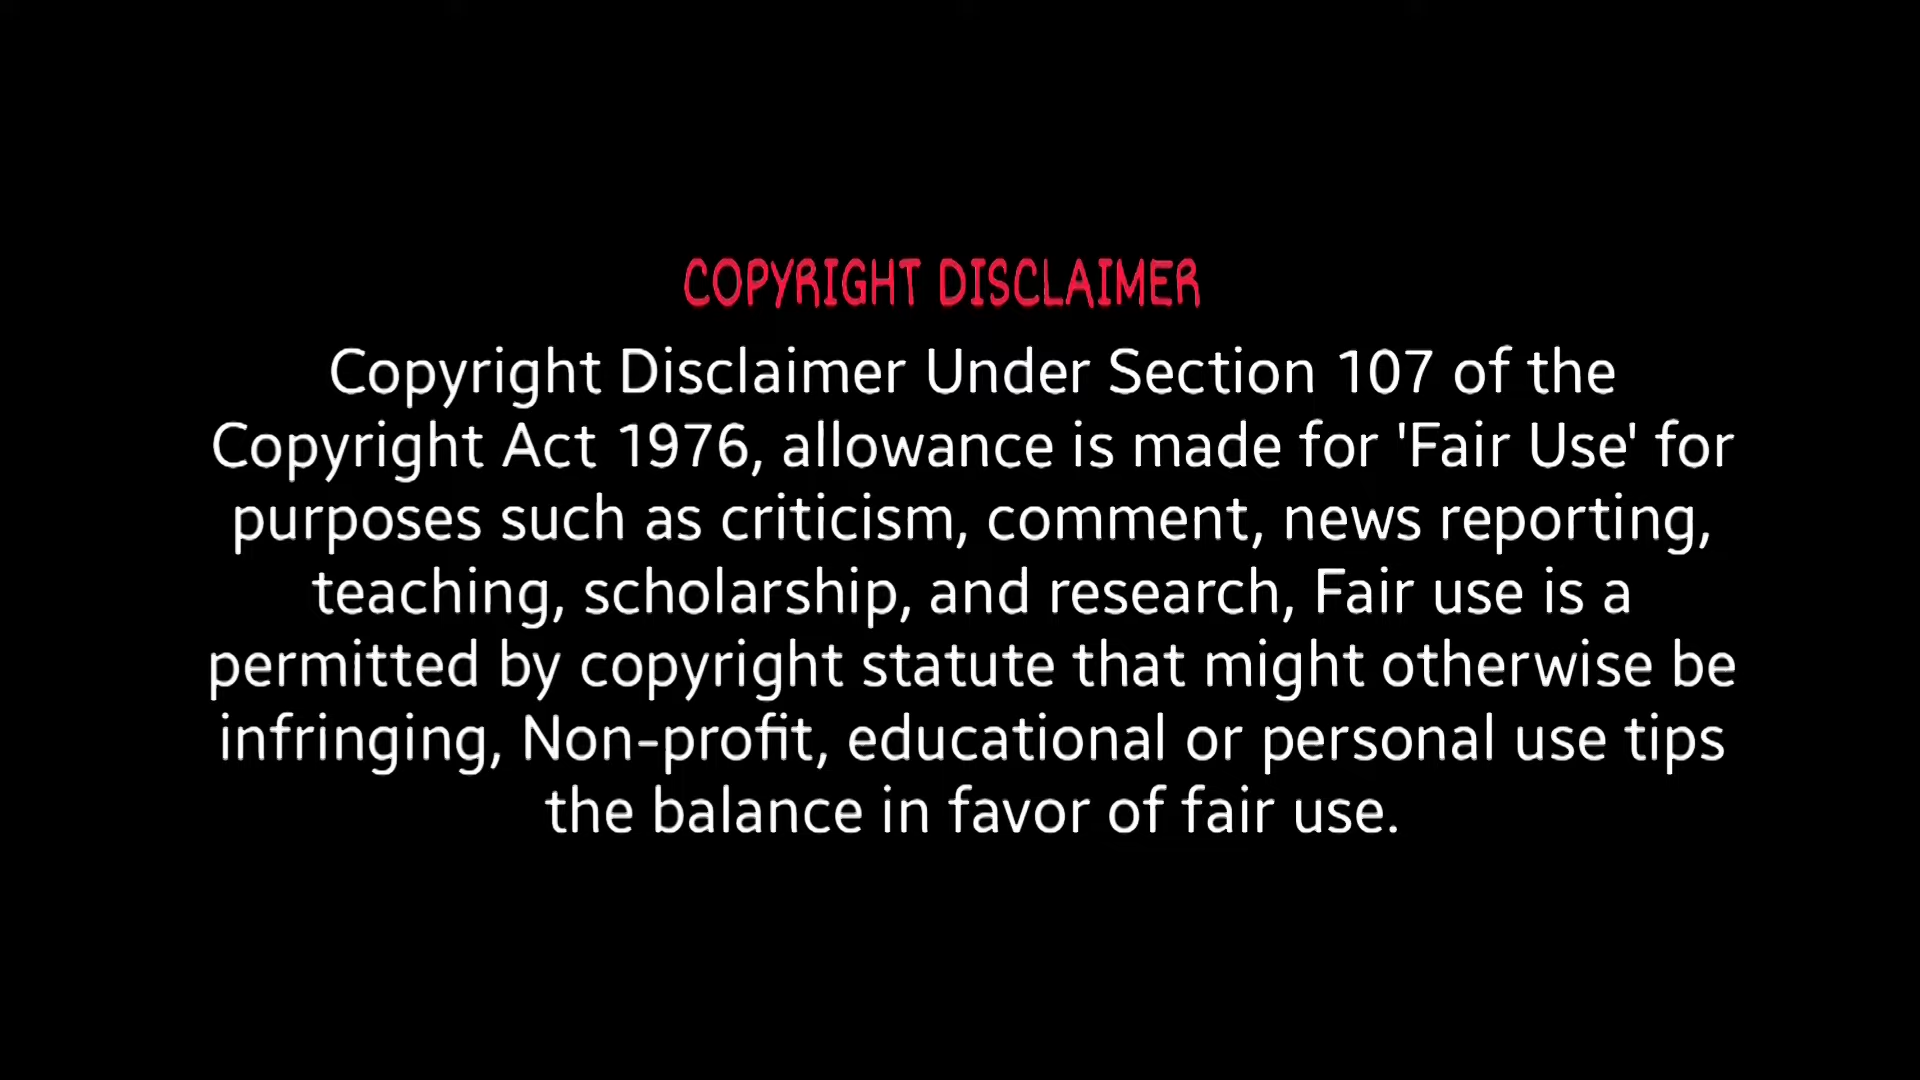 COPYRIGHT DISCLAIMER
Copyright Disclaimer Under Section 107 of the
Copyright Act 1976, allowance is made for 'Fair Use' for
purposes such as criticism, comment, news reporting,
teaching, scholarship, and research, Fair use is a
permitted by copyright statute that might otherwise be
infringing, Non-profit, educational or personal use tips
the balance in favor of fair use.